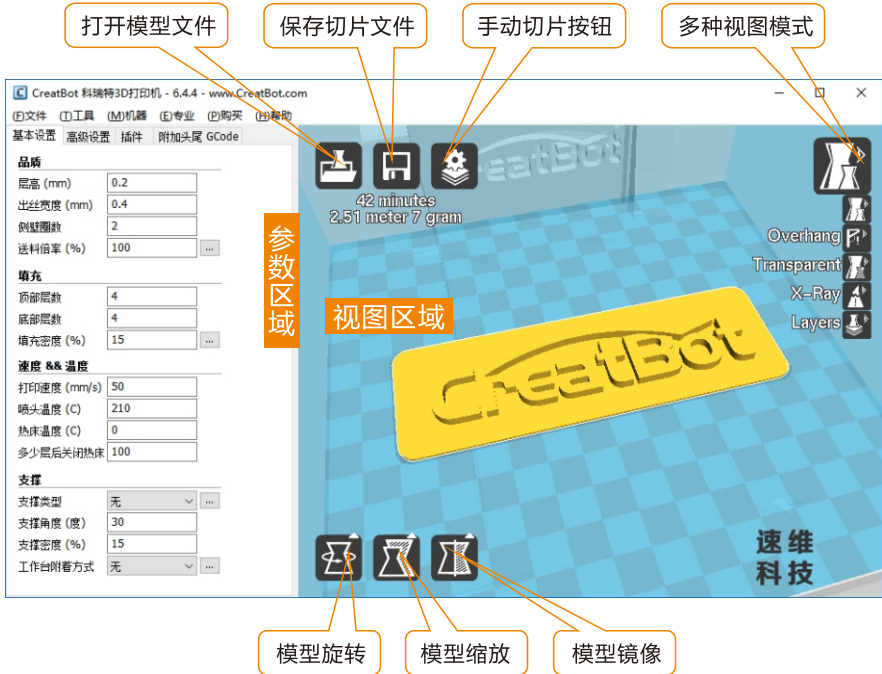 打开模型文件
保存切片文件
手动切片按钮
多种视图模式
CreatBot 科瑞特3D打印机 - 6.4.4 - www.CreatBot.com
(F)文件 (T)工具 (M)机器 (E)专业 (P)购买 (H)帮助
基本设置 高级设置 插件 附加头尾 GCode
品质
层高 (mm) 0.2
出丝宽度 (mm) 0.4
侧壁圈数 2
送料倍率 (%) 100 ...
填充
顶部层数 4
底部层数 4
填充密度 (%) 15 ...
速度 && 温度
打印速度 (mm/s) 50
喷头温度 (C) 210
热床温度 (C) 0
多少层后关闭热床 100
支撑
支撑类型 无 ...
支撑角度 (度) 30
支撑密度 (%) 15
工作台附着方式 无 ...
参数区域
CreatBot
42 minutes
2.51 meter 7 gram
视图区域
Overhang
Transparent
X-Ray
Layers
CreatBot
速维
科技
模型旋转
模型缩放
模型镜像